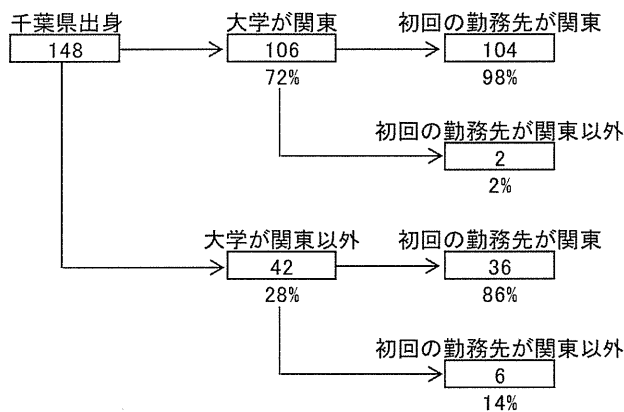 千葉県出身 大学が関東 初回の勤務先が関東
148 106 104
72% 98%
初回の勤務先が関東以外
2
2%
大学が関東以外 初回の勤務先が関東
42 36
28% 86%
初回の勤務先が関東以外
6
14%